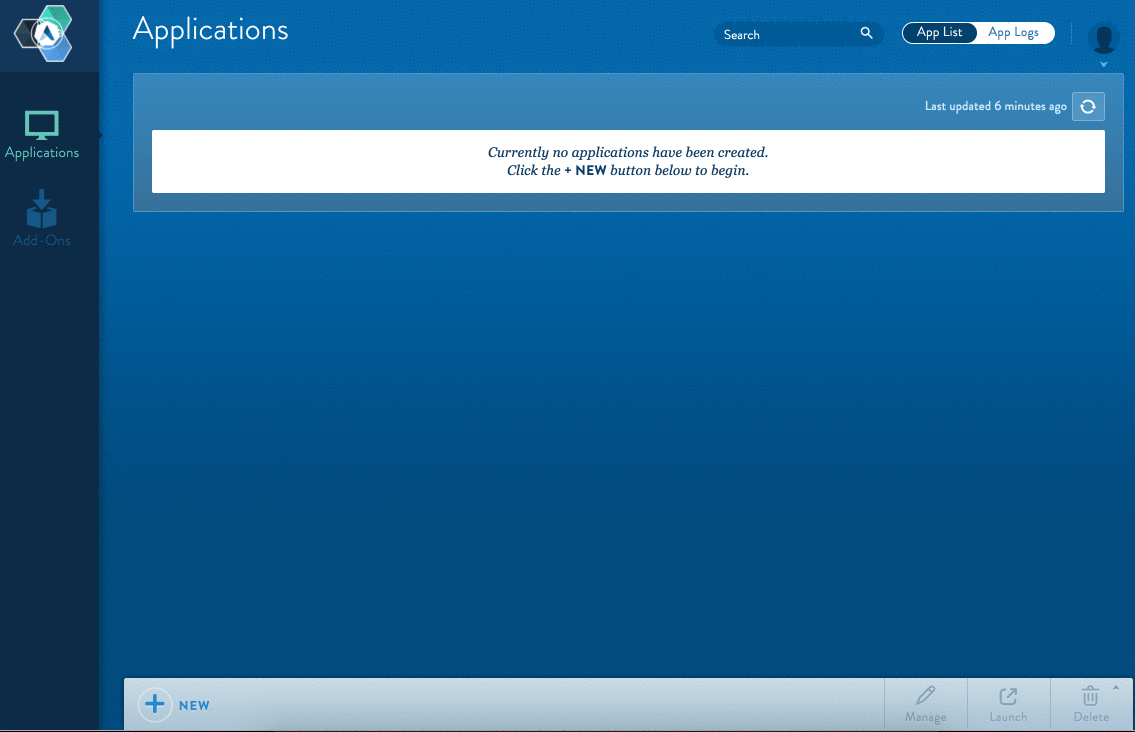 Applications
Search
App List
App Logs
Applications
Add-Ons
Last updated 6 minutes ago
Currently no applications have been created.
Click the + NEW button below to begin.
NEW
Manage
Launch
Delete